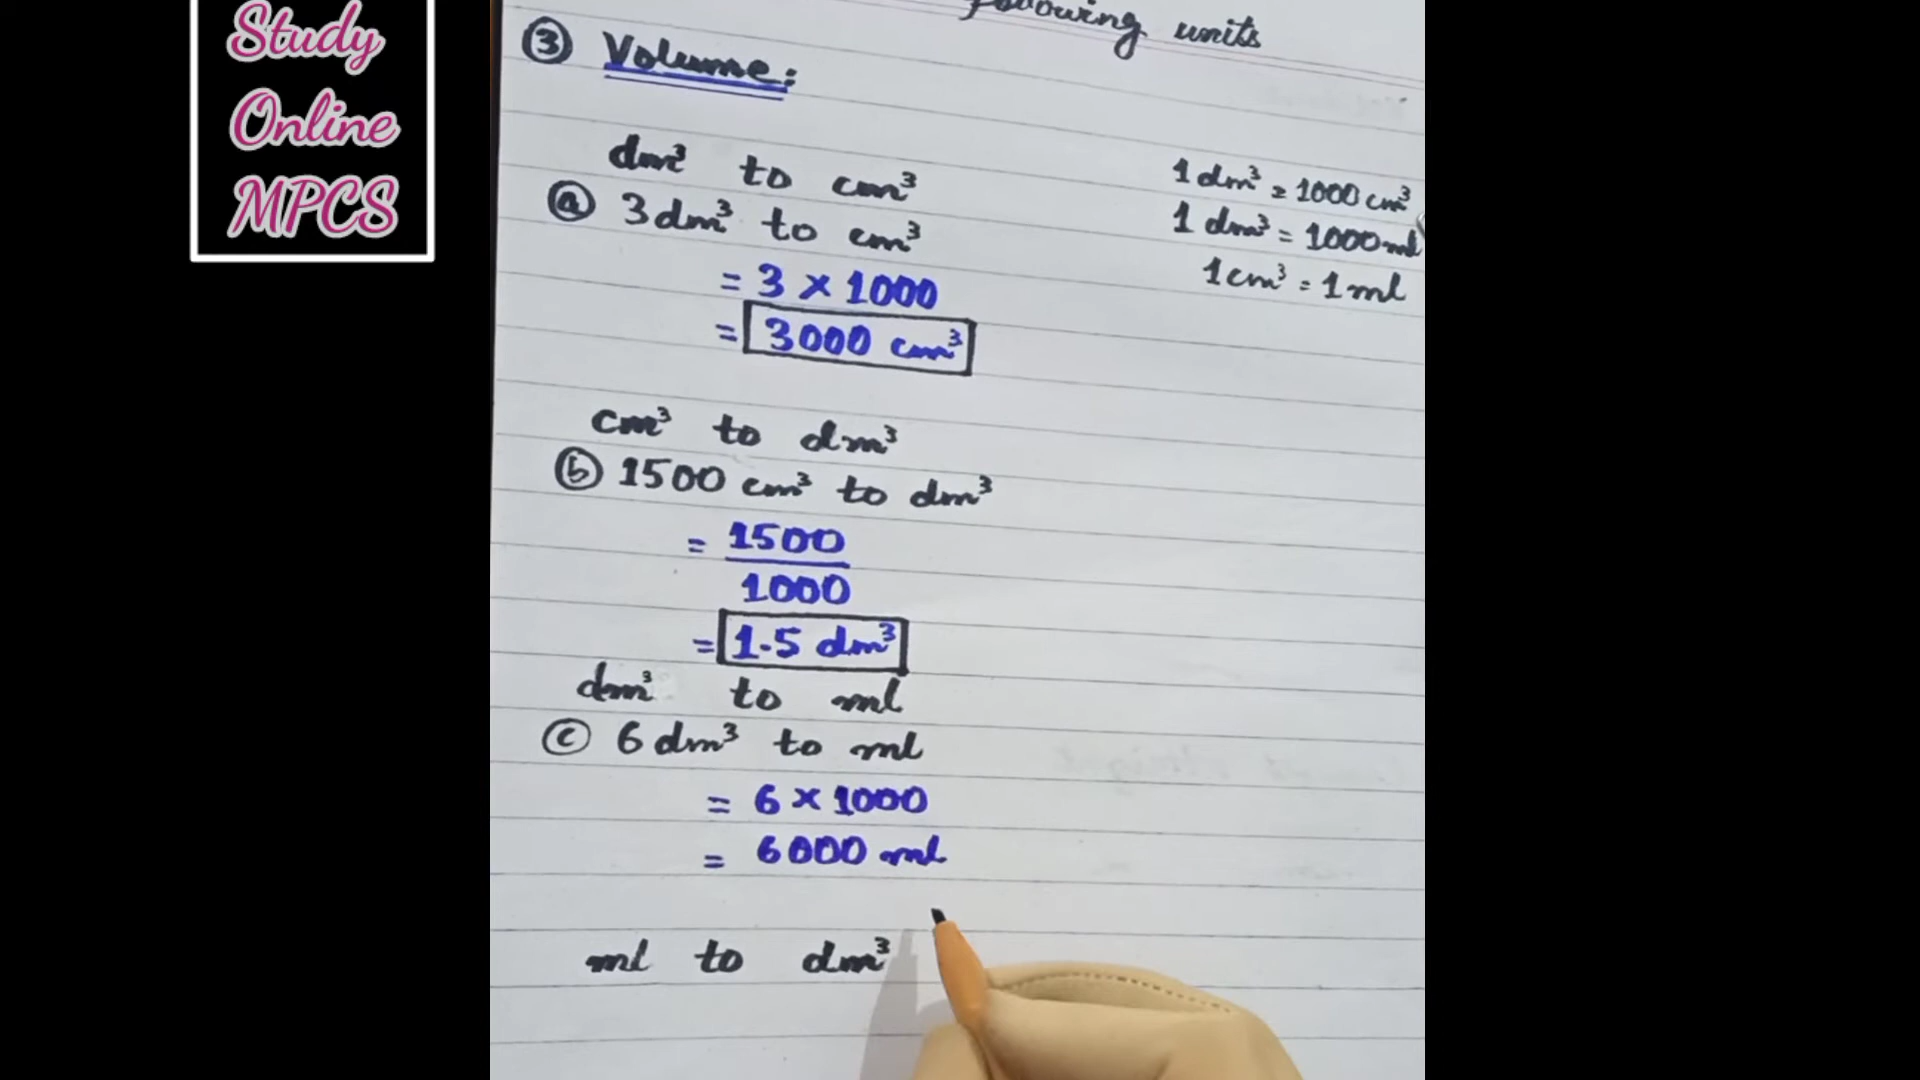 Study
Online
MPCS
following units
③ Volume:
dm³ to cm³
ⓐ 3dm³ to cm³
= 3 × 1000
= 3000 cm³
1 dm³ = 1000 cm³
1 dm³ = 1000 ml
1 cm³ = 1 ml
cm³ to dm³
ⓑ 1500 cm³ to dm³
= 1500
1000
= 1.5 dm³
dm³ to ml
ⓒ 6 dm³ to ml
= 6 × 1000
= 6000 ml
ml to dm³